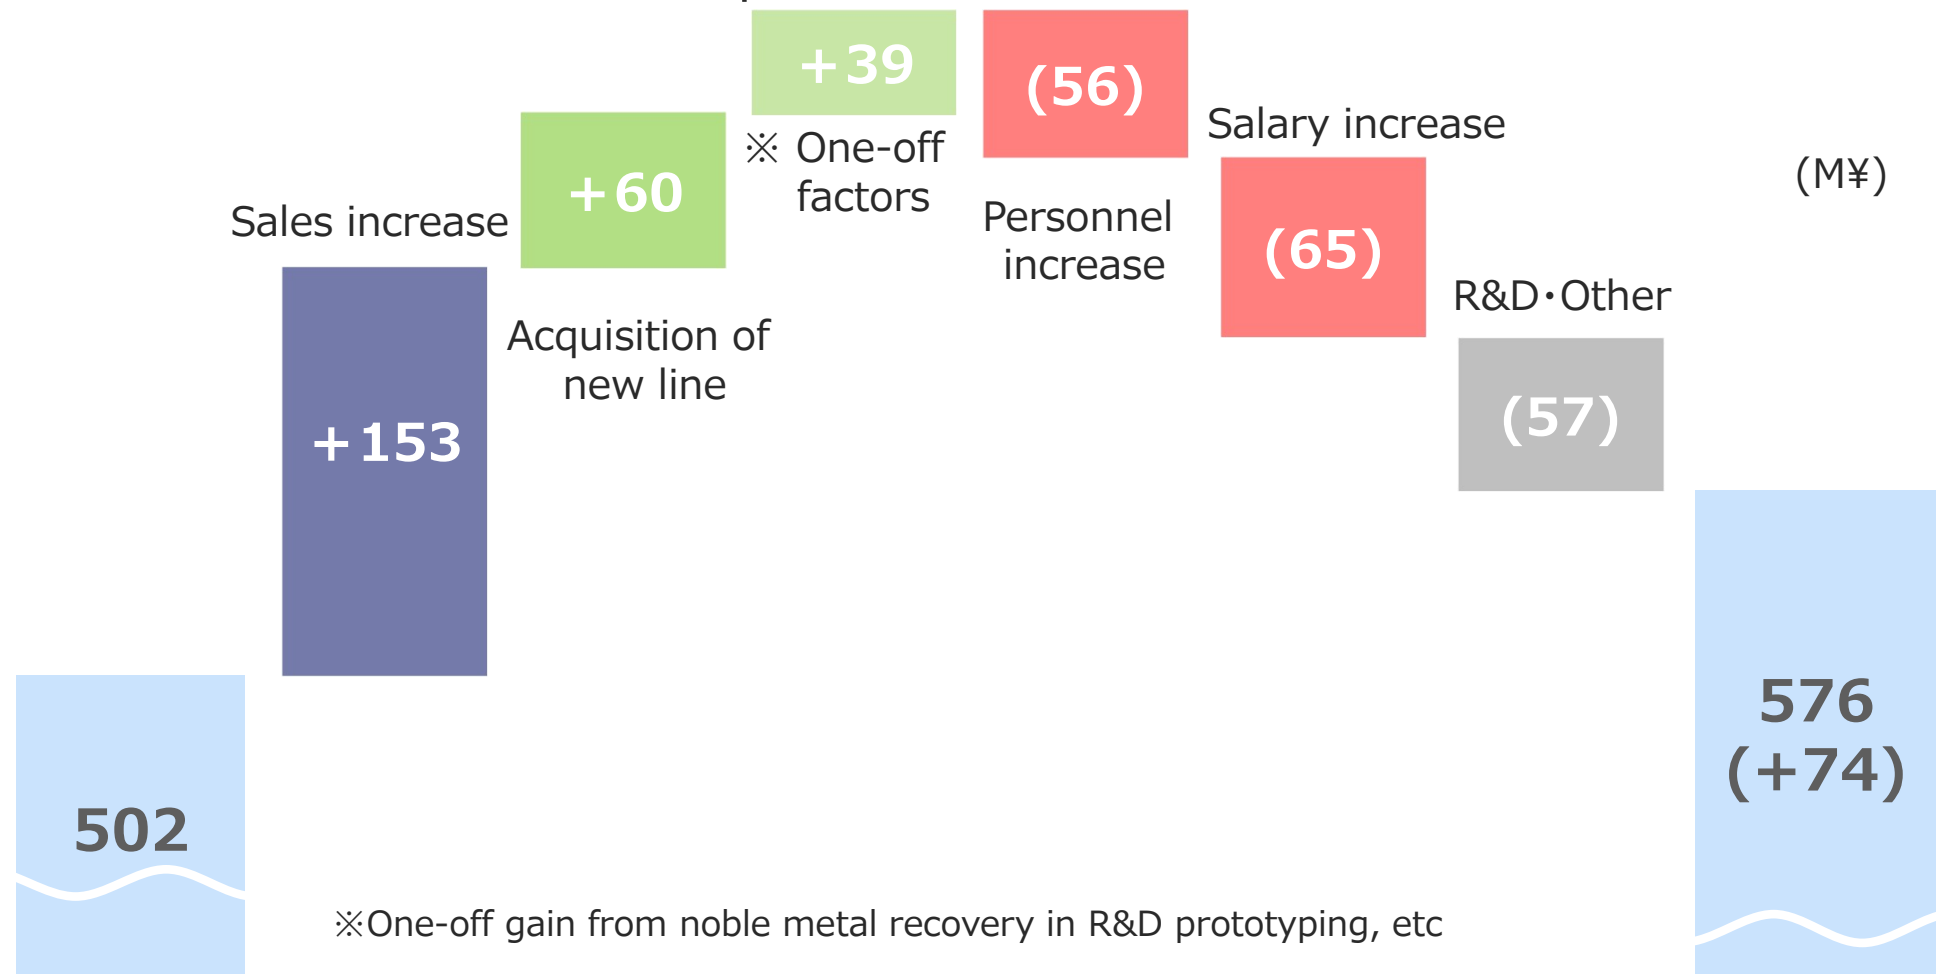 +39
(56)
Salary increase
※ One-off
factors
(M¥)
+60
Personnel
increase
Sales increase
(65)
R&D・Other
Acquisition of
new line
(57)
+153
576
(+74)
502
※One-off gain from noble metal recovery in R&D prototyping, etc